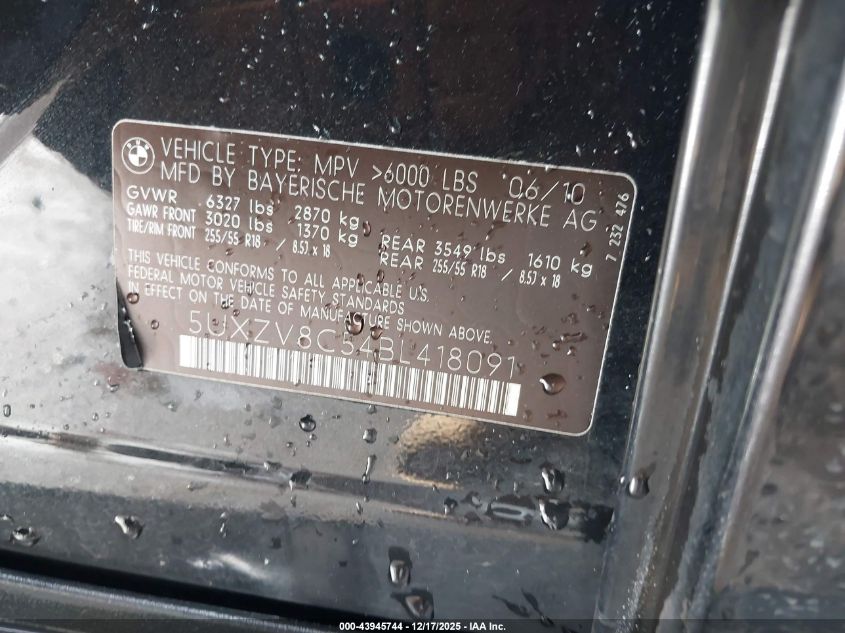 VEHICLE TYPE: MPV >6000 LBS 06/10
MFD BY BAYERISCHE MOTORENWERKE AG
GVWR 6327 lbs 2870 kg
GAWR FRONT 3020 lbs 1370 kg REAR 3549 lbs 1610 kg
TIRE/RIM FRONT 255/55 R18 / 8.5J x 18 REAR 255/55 R18 / 8.5J x 18
THIS VEHICLE CONFORMS TO ALL APPLICABLE U.S.
FEDERAL MOTOR VEHICLE SAFETY STANDARDS
IN EFFECT ON THE DATE OF MANUFACTURE SHOWN ABOVE.
5UXZV8C54BL418091
7 232 476
000-43945744 | 12/17/2025 - IAA Inc.